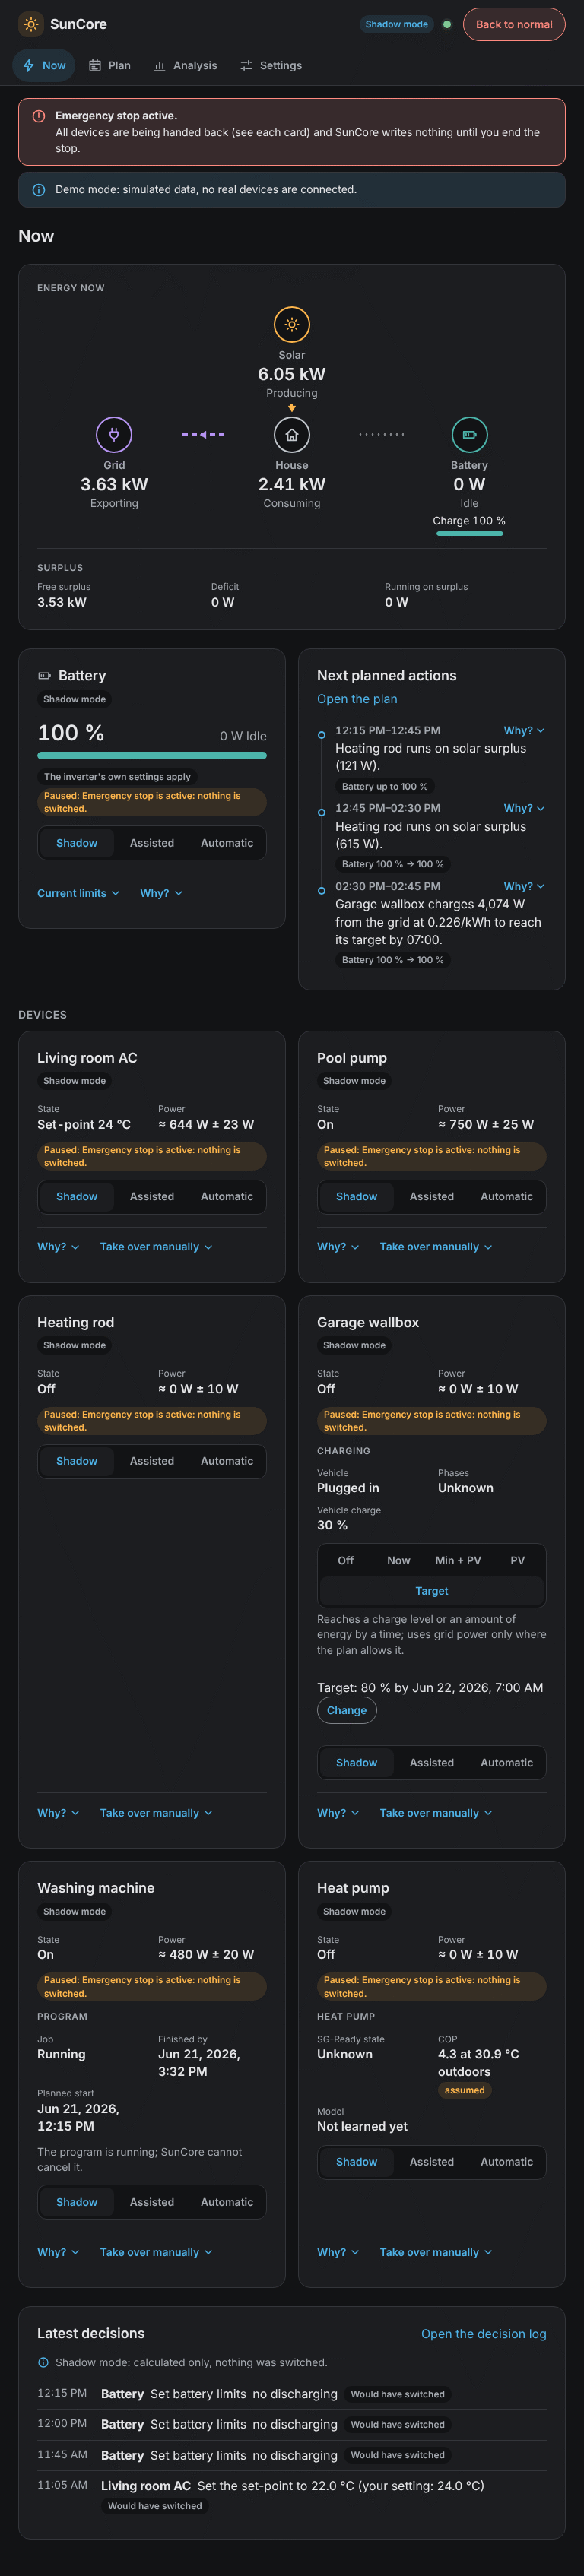 SunCore
Shadow mode
Back to normal
Now
Plan
Analysis
Settings
Emergency stop active.
All devices are being handed back (see each card) and SunCore writes nothing until you end the
stop.
Demo mode: simulated data, no real devices are connected.
Now
ENERGY NOW
Solar
6.05 kW
Producing
Grid
3.63 kW
Exporting
House
2.41 kW
Consuming
Battery
0 W
Idle
Charge 100 %
SURPLUS
Free surplus
3.53 kW
Deficit
0 W
Running on surplus
0 W
Battery
Shadow mode
100 %
0 W Idle
The inverter's own settings apply
Paused: Emergency stop is active: nothing is
switched.
Shadow
Assisted
Automatic
Current limits
Why?
Next planned actions
Open the plan
12:15 PM–12:45 PM
Why?
Heating rod runs on solar surplus
(121 W).
Battery up to 100 %
12:45 PM–02:30 PM
Why?
Heating rod runs on solar surplus
(615 W).
Battery 100 % → 100 %
02:30 PM–02:45 PM
Why?
Garage wallbox charges 4,074 W
from the grid at 0.226/kWh to reach
its target by 07:00.
Battery 100 % → 100 %
DEVICES
Living room AC
Shadow mode
State
Set-point 24 °C
Power
≈ 644 W ± 23 W
Paused: Emergency stop is active: nothing is
switched.
Shadow
Assisted
Automatic
Why?
Take over manually
Pool pump
Shadow mode
State
On
Power
≈ 750 W ± 25 W
Paused: Emergency stop is active: nothing is
switched.
Shadow
Assisted
Automatic
Why?
Take over manually
Heating rod
Shadow mode
State
Off
Power
≈ 0 W ± 10 W
Paused: Emergency stop is active: nothing is
switched.
Shadow
Assisted
Automatic
Why?
Take over manually
Garage wallbox
Shadow mode
State
Off
Power
≈ 0 W ± 10 W
Paused: Emergency stop is active: nothing is
switched.
CHARGING
Vehicle
Plugged in
Phases
Unknown
Vehicle charge
30 %
Off
Now
Min + PV
PV
Target
Reaches a charge level or an amount of
energy by a time; uses grid power only where
the plan allows it.
Target: 80 % by Jun 22, 2026, 7:00 AM
Change
Shadow
Assisted
Automatic
Why?
Take over manually
Washing machine
Shadow mode
State
On
Power
≈ 480 W ± 20 W
Paused: Emergency stop is active: nothing is
switched.
PROGRAM
Job
Running
Finished by
Jun 21, 2026,
3:32 PM
Planned start
Jun 21, 2026,
12:15 PM
The program is running; SunCore cannot
cancel it.
Shadow
Assisted
Automatic
Why?
Take over manually
Heat pump
Shadow mode
State
Off
Power
≈ 0 W ± 10 W
Paused: Emergency stop is active: nothing is
switched.
HEAT PUMP
SG-Ready state
Unknown
COP
4.3 at 30.9 °C
outdoors
assumed
Model
Not learned yet
Shadow
Assisted
Automatic
Why?
Take over manually
Latest decisions
Open the decision log
Shadow mode: calculated only, nothing was switched.
12:15 PM Battery Set battery limits no discharging Would have switched
12:00 PM Battery Set battery limits no discharging Would have switched
11:45 AM Battery Set battery limits no discharging Would have switched
11:05 AM Living room AC Set the set-point to 22.0 °C (your setting: 24.0 °C)
Would have switched